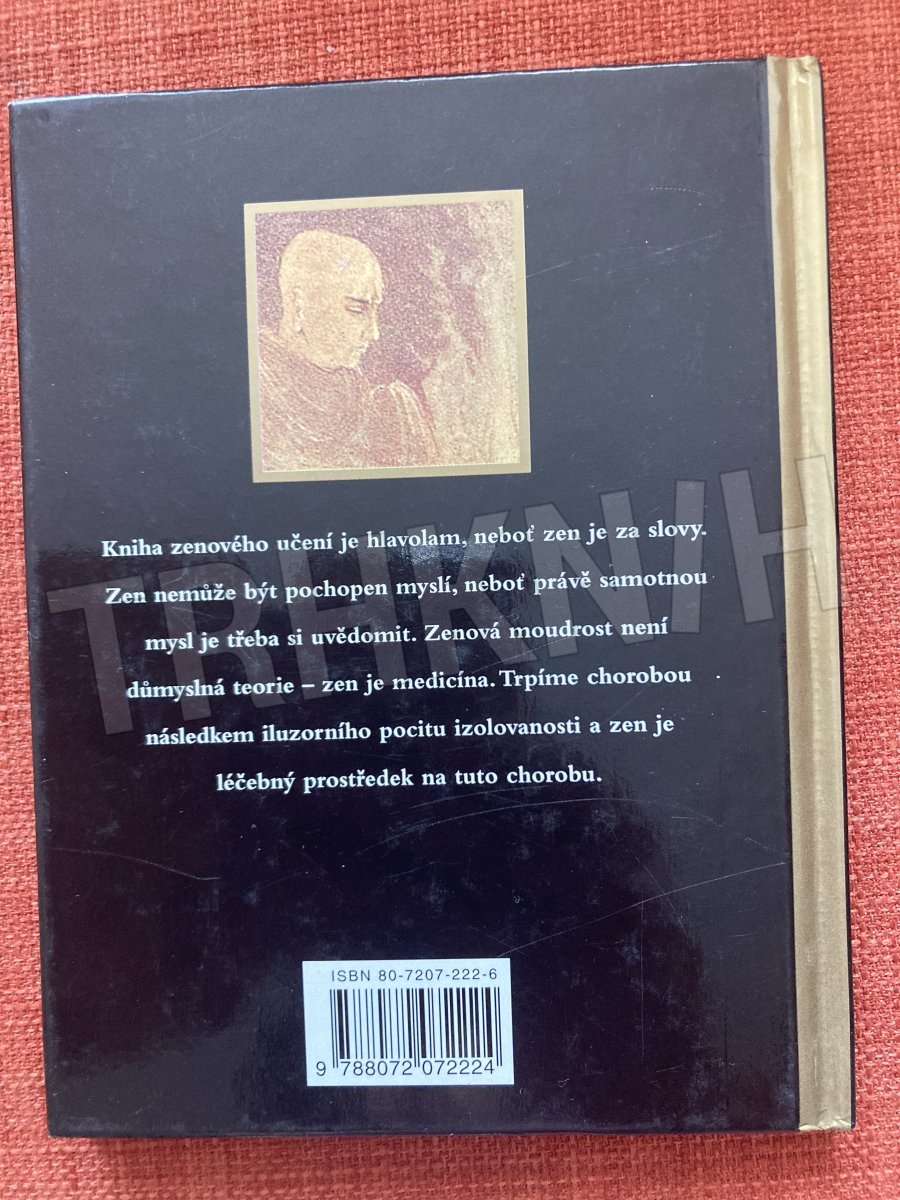 Kniha zenového učení je hlavolam, neboť zen je za slovy.
Zen nemůže být pochopen myslí, neboť právě samotnou
mysl je třeba si uvědomit. Zenová moudrost není
důmyslná teorie – zen je medicína. Trpíme chorobou
následkem iluzorního pocitu izolovanosti a zen je
léčebný prostředek na tuto chorobu.
TRHKNIH
ISBN 80-7207-222-6
9 788072 072224